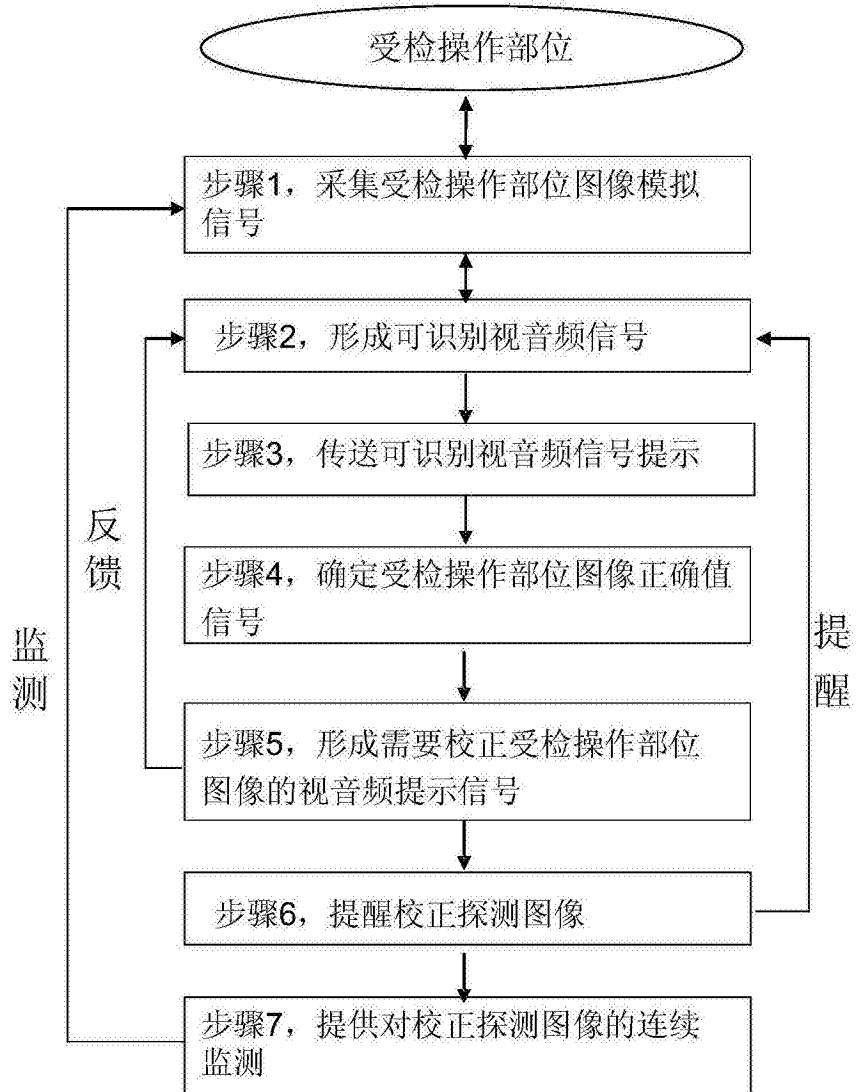 受检操作部位
步骤1，采集受检操作部位图像模拟
信号
步骤2，形成可识别视音频信号
步骤3，传送可识别视音频信号提示
步骤4，确定受检操作部位图像正确值
信号
步骤5，形成需要校正受检操作部位
图像的视音频提示信号
步骤6，提醒校正探测图像
步骤7，提供对校正探测图像的连续
监测
反馈
监测
提醒